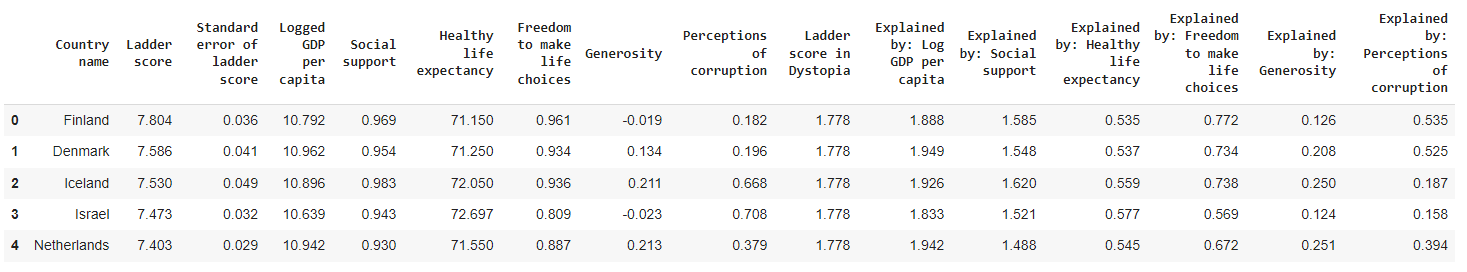 Country name Ladder score Standard error of ladder score Logged GDP per capita Social support Healthy life expectancy Freedom to make life choices Generosity Perceptions of corruption Ladder score in Dystopia Explained by: Log GDP per capita Explained by: Social support Explained by: Healthy life expectancy Explained by: Freedom to make life choices Explained by: Generosity Explained by: Perceptions of corruption
0 Finland 7.804 0.036 10.792 0.969 71.150 0.961 -0.019 0.182 1.778 1.888 1.585 0.535 0.772 0.126 0.535
1 Denmark 7.586 0.041 10.962 0.954 71.250 0.934 0.134 0.196 1.778 1.949 1.548 0.537 0.734 0.208 0.525
2 Iceland 7.530 0.049 10.896 0.983 72.050 0.936 0.211 0.668 1.778 1.926 1.620 0.559 0.738 0.250 0.187
3 Israel 7.473 0.032 10.639 0.943 72.697 0.809 -0.023 0.708 1.778 1.833 1.521 0.577 0.569 0.124 0.158
4 Netherlands 7.403 0.029 10.942 0.930 71.550 0.887 0.213 0.379 1.778 1.942 1.488 0.545 0.672 0.251 0.394